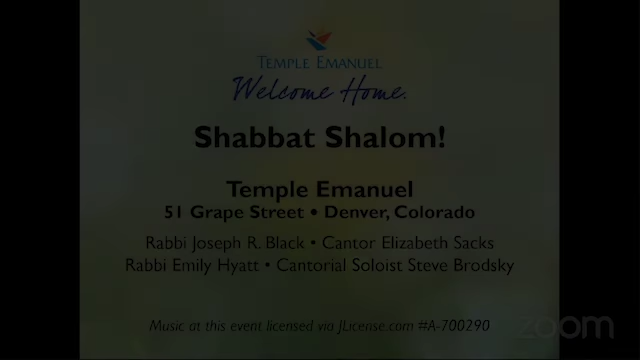 TEMPLE EMANUEL
Welcome Home.
Shabbat Shalom!
Temple Emanuel
51 Grape Street • Denver, Colorado
Rabbi Joseph R. Black • Cantor Elizabeth Sacks
Rabbi Emily Hyatt • Cantorial Soloist Steve Brodsky
Music at this event licensed via JLicense.com #A-700290
zoom